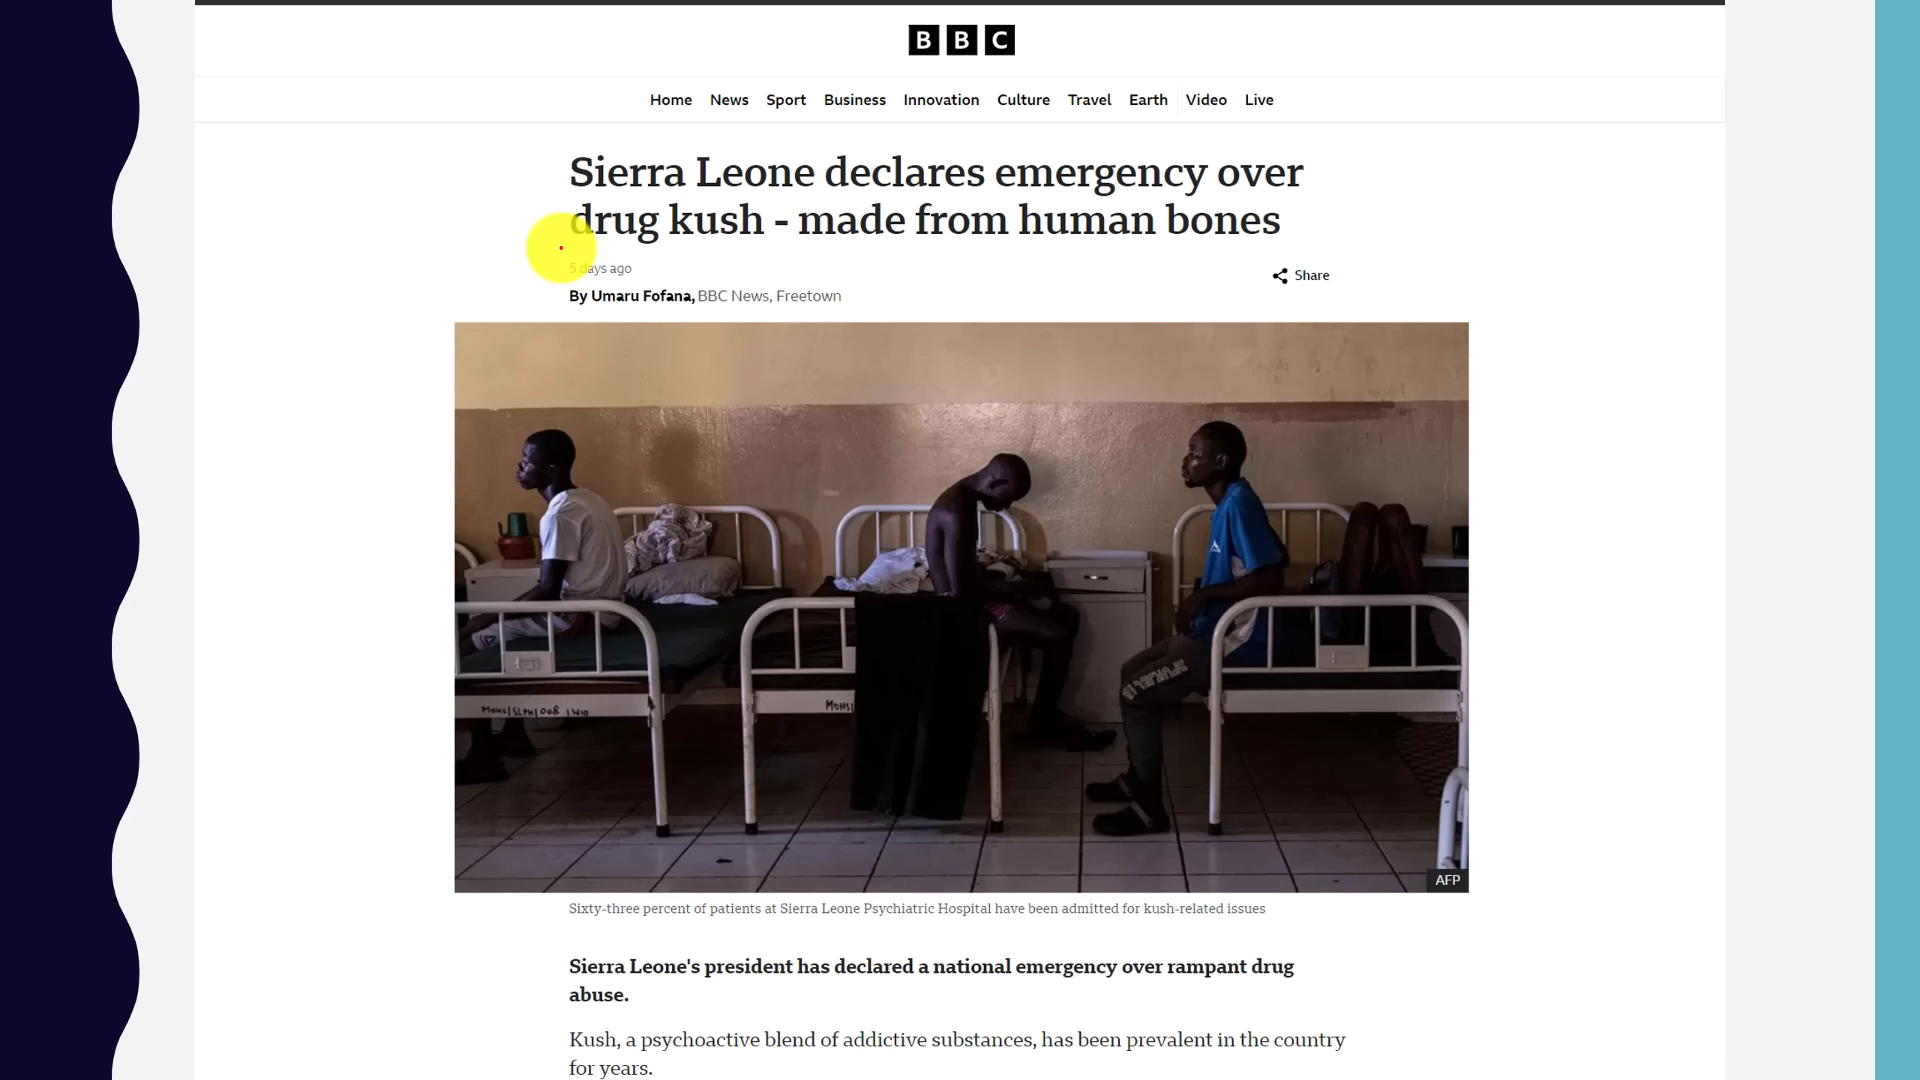 BBC
Home News Sport Business Innovation Culture Travel Earth Video Live
Sierra Leone declares emergency over
drug kush - made from human bones
5 days ago
Share
By Umaru Fofana, BBC News, Freetown
AFP
Sixty-three percent of patients at Sierra Leone Psychiatric Hospital have been admitted for kush-related issues
Sierra Leone's president has declared a national emergency over rampant drug
abuse.
Kush, a psychoactive blend of addictive substances, has been prevalent in the country
for years.